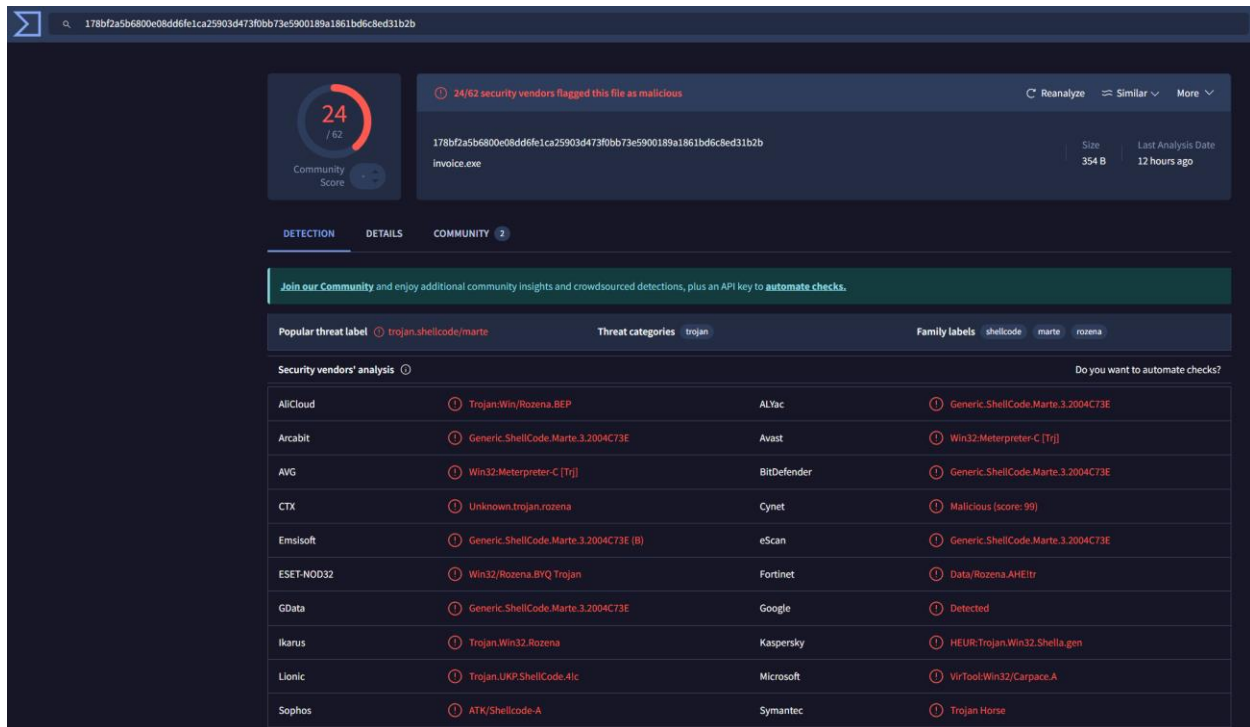 178bf2a5b6800e08dd6fe1ca25903d473f0bb73e5900189a1861bd6c8ed31b2b
24
/ 62
Community
Score
24/62 security vendors flagged this file as malicious
Reanalyze Similar More
178bf2a5b6800e08dd6fe1ca25903d473f0bb73e5900189a1861bd6c8ed31b2b
invoice.exe
Size
354 B
Last Analysis Date
12 hours ago
DETECTION DETAILS COMMUNITY 2
Join our Community and enjoy additional community insights and crowdsourced detections, plus an API key to automate checks.
Popular threat label trojan.shellcode/marte Threat categories trojan Family labels shellcode marte rozena
Security vendors' analysis Do you want to automate checks?
AliCloud Trojan:Win/Rozena.BEP ALYac Generic.ShellCode.Marte.3.2004C73E
Arcabit Generic.ShellCode.Marte.3.2004C73E Avast Win32:Meterpreter-C [Trj]
AVG Win32:Meterpreter-C [Trj] BitDefender Generic.ShellCode.Marte.3.2004C73E
CTX Unknown.trojan.rozena Cynet Malicious (score: 99)
Emsisoft Generic.ShellCode.Marte.3.2004C73E (B) eScan Generic.ShellCode.Marte.3.2004C73E
ESET-NOD32 Win32/Rozena.BYQ Trojan Fortinet Data/Rozena.AHE!tr
GData Generic.ShellCode.Marte.3.2004C73E Google Detected
Ikarus Trojan.Win32.Rozena Kaspersky HEUR:Trojan.Win32.Shella.gen
Lionic Trojan.UKP.ShellCode.4!c Microsoft VirTool:Win32/Carpace.A
Sophos ATK/Shellcode-A Symantec Trojan Horse